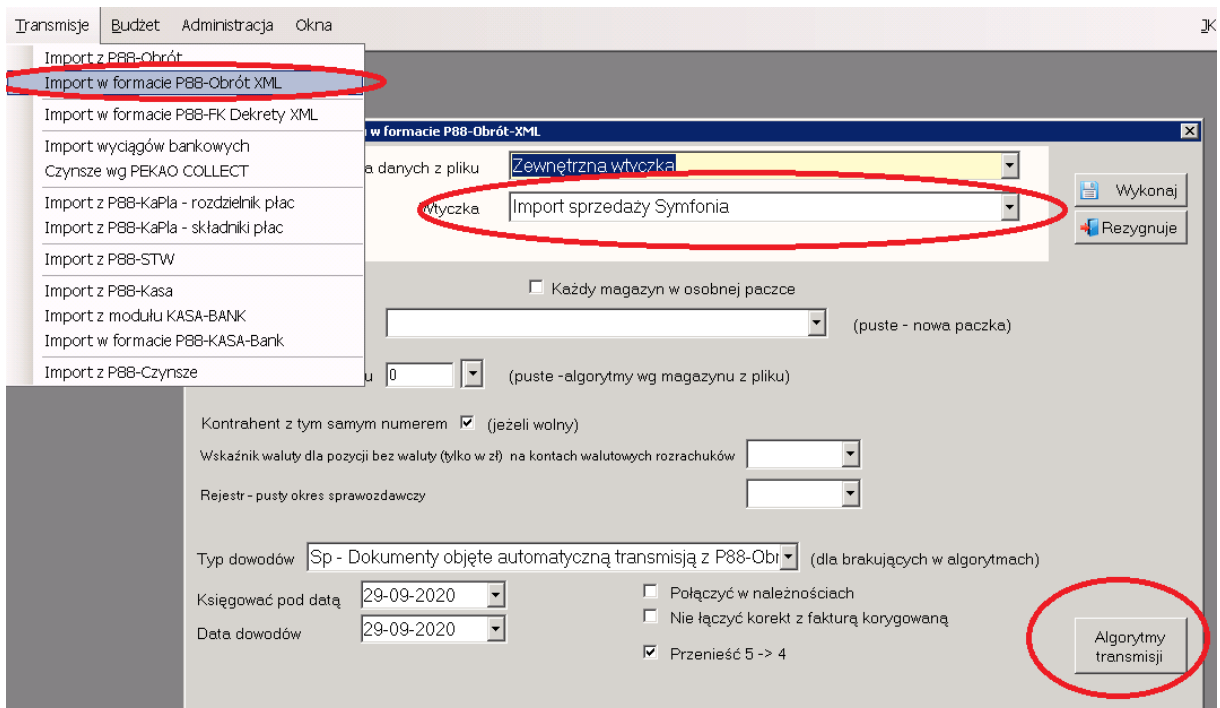 Transmisje Budżet Administracja Okna JK
Import z P88-Obrót
Import w formacie P88-Obrót XML
Import w formacie P88-FK Dekrety XML
Import wyciągów bankowych
Czynsze wg PEKAO COLLECT
Import z P88-KaPla - rozdzielnik płac
Import z P88-KaPla - składniki płac
Import z P88-STW
Import z P88-Kasa
Import z modułu KASA-BANK
Import w formacie P88-KASA-Bank
Import z P88-Czynsze
w formacie P88-Obrót-XML
a danych z pliku Zewnętrzna wtyczka
Wtyczka Import sprzedaży Symfonia
Wykonaj
Rezygnuje
Każdy magazyn w osobnej paczce
(puste - nowa paczka)
u 0 (puste -algorytmy wg magazynu z pliku)
Kontrahent z tym samym numerem (jeżeli wolny)
Wskaźnik waluty dla pozycji bez waluty (tylko w zł) na kontach walutowych rozrachuków
Rejestr - pusty okres sprawozdawczy
Typ dowodów Sp - Dokumenty objęte automatyczną transmisją z P88-Obr (dla brakujących w algorytmach)
Księgować pod datą 29-09-2020 Połączyć w należnościach
Nie łączyć korekt z fakturą korygowaną
Data dowodów 29-09-2020
Przenieść 5 -> 4
Algorytmy
transmisji